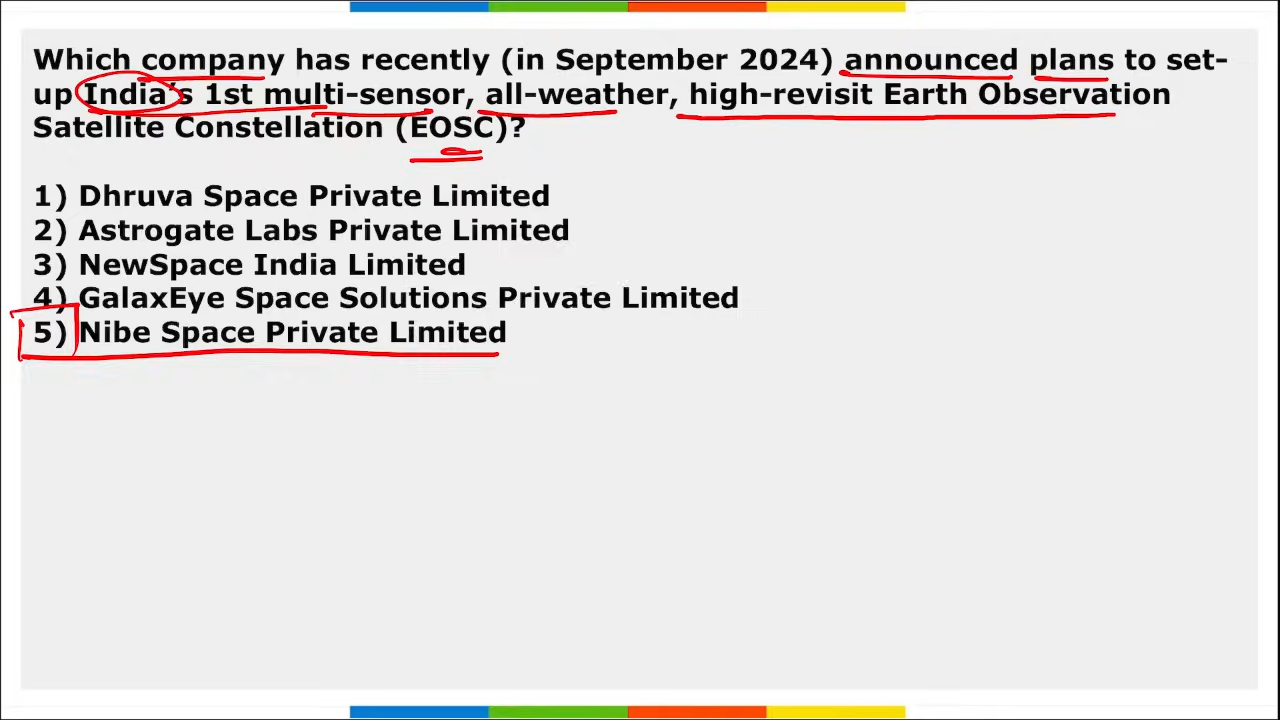 Which company has recently (in September 2024) announced plans to set-
up India's 1st multi-sensor, all-weather, high-revisit Earth Observation
Satellite Constellation (EOSC)?
1) Dhruva Space Private Limited
2) Astrogate Labs Private Limited
3) NewSpace India Limited
4) GalaxEye Space Solutions Private Limited
5) Nibe Space Private Limited